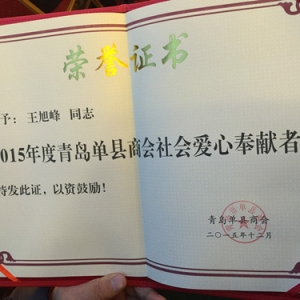 荣誉证书
予：王旭峰 同志
015年度青岛单县商会社会爱心奉献者
特发此证，以资鼓励！
青岛单县商会
二〇一五年十二月